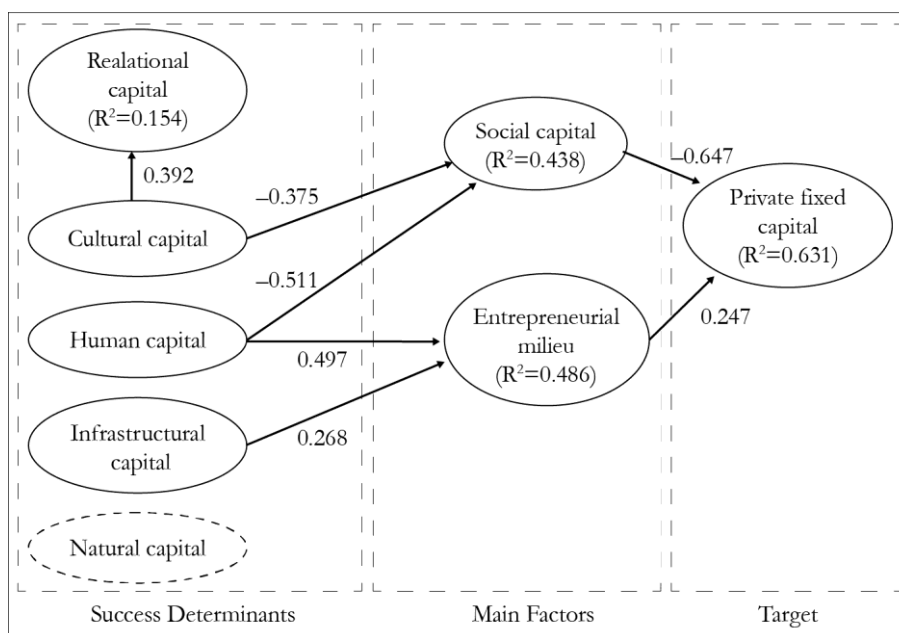 Realational
capital
(R²=0.154)
0.392
Cultural capital
–0.375
Human capital
–0.511
0.497
Infrastructural
capital
0.268
Natural capital
Social capital
(R²=0.438)
–0.647
Entrepreneurial
milieu
(R²=0.486)
0.247
Private fixed
capital
(R²=0.631)
Success Determinants
Main Factors
Target